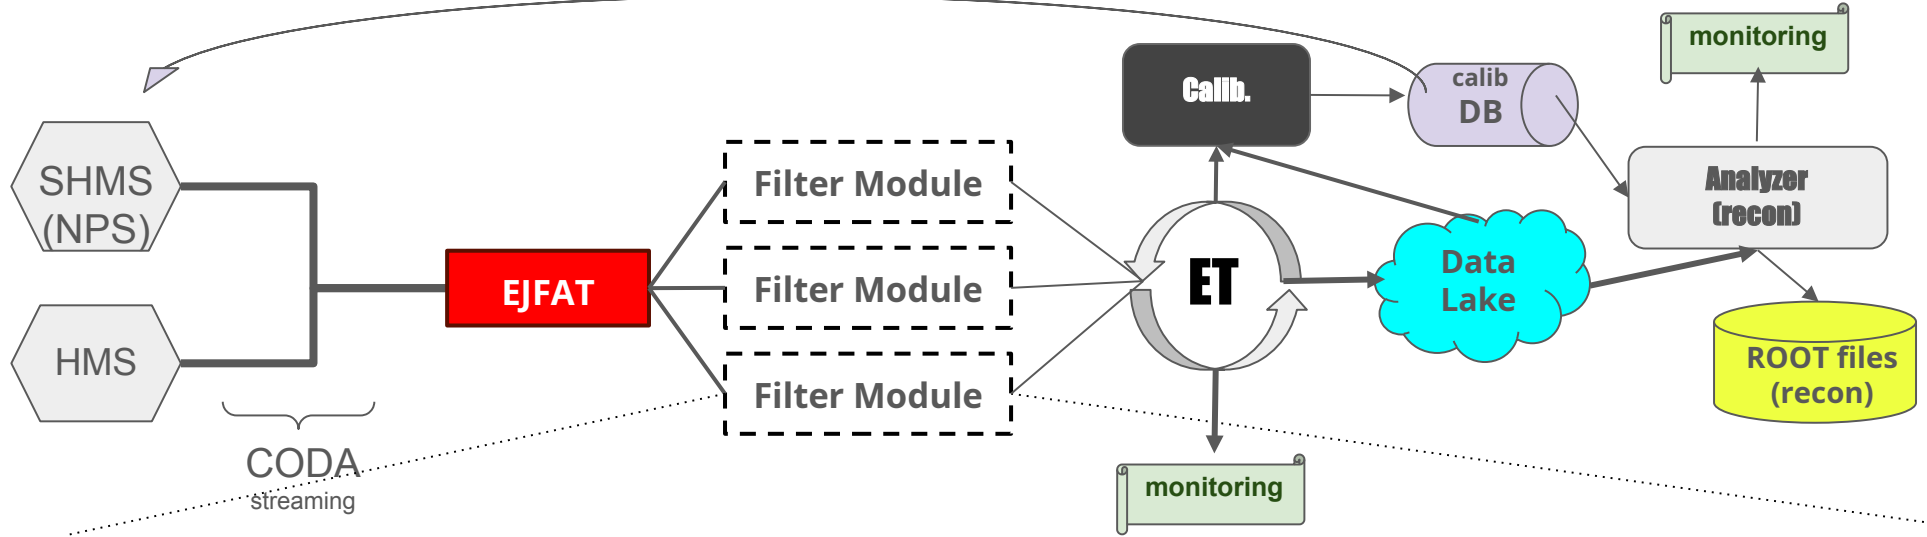 SHMS
(NPS)
HMS
CODA
streaming
EJFAT
Filter Module
Filter Module
Filter Module
ET
Calib.
calib
DB
Data
Lake
monitoring
monitoring
Analyzer
(recon)
ROOT files
(recon)